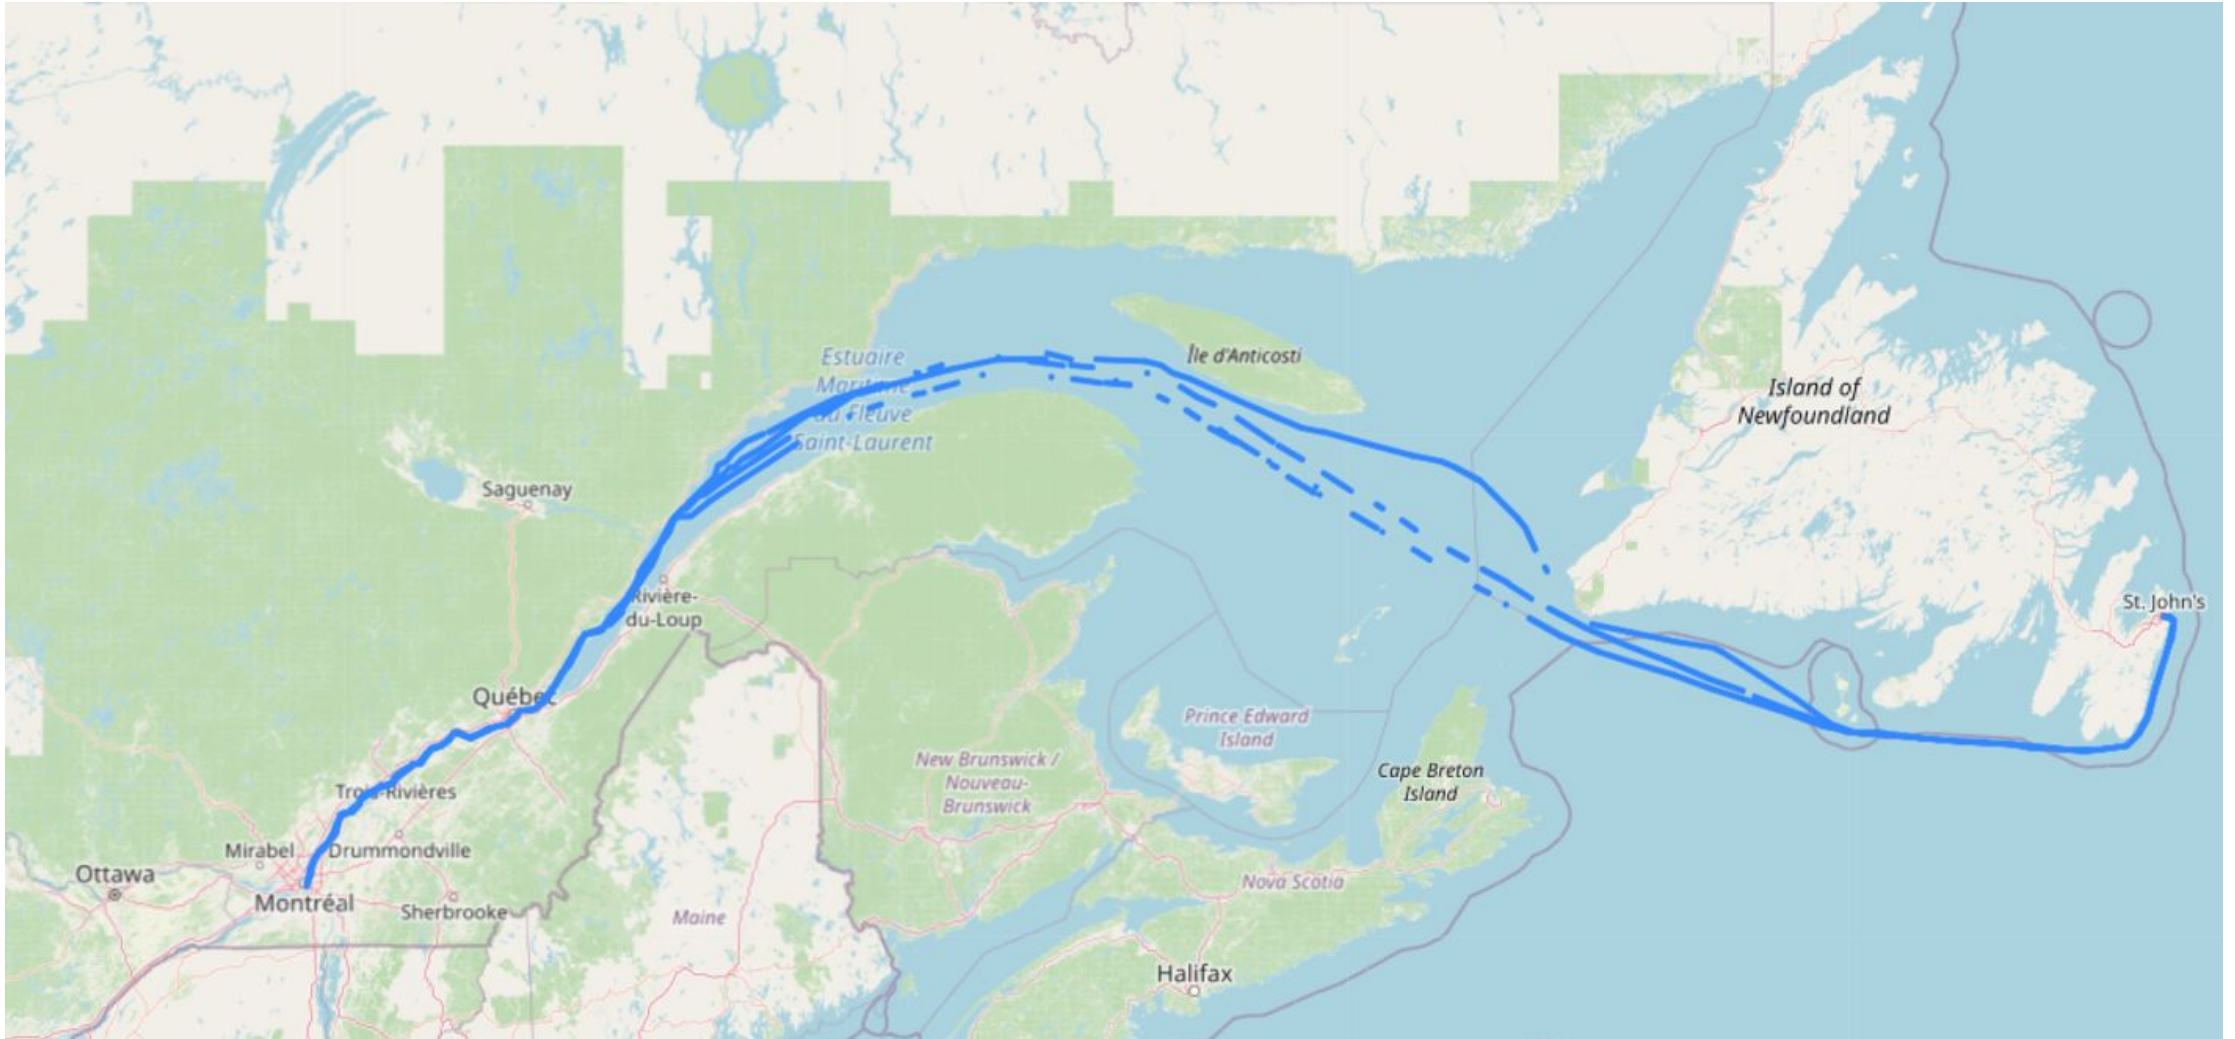 Estuaire
Maritime
du Fleuve
Saint-Laurent
Île d'Anticosti
Island of
Newfoundland
Saguenay
Rivière-
du-Loup
St. John's
Québec
Prince Edward
Island
New Brunswick /
Nouveau-
Brunswick
Cape Breton
Island
Trois-Rivières
Mirabel
Drummondville
Ottawa
Montréal
Sherbrooke
Nova Scotia
Maine
Halifax